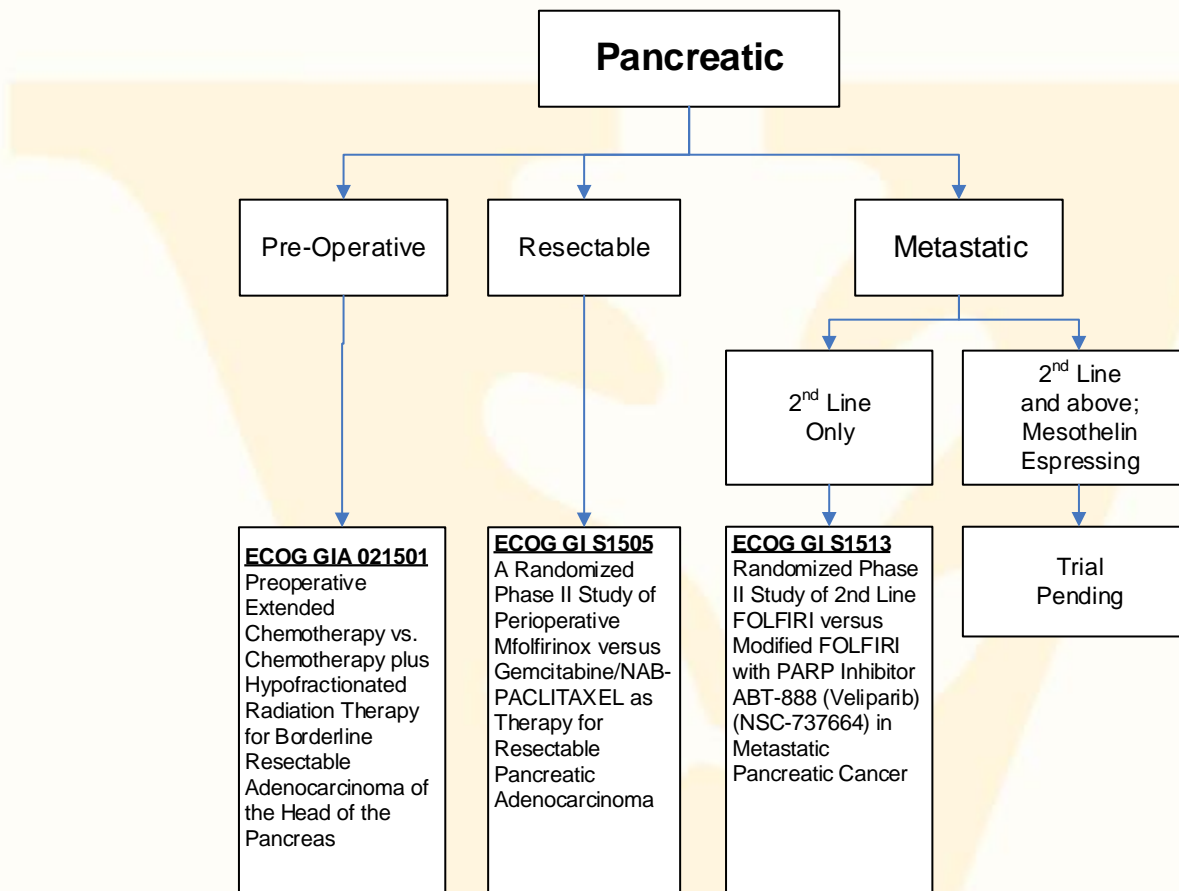 Pancreatic
Pre-Operative
Resectable
Metastatic
2nd Line
Only
2nd Line
and above;
Mesothelin
Espressing
ECOG GIA 021501
Preoperative
Extended
Chemotherapy vs.
Chemotherapy plus
Hypofractionated
Radiation Therapy
for Borderline
Resectable
Adenocarcinoma of
the Head of the
Pancreas
ECOG GI S1505
A Randomized
Phase II Study of
Perioperative
Mfolfirinox versus
Gemcitabine/NAB-
PACLITAXEL as
Therapy for
Resectable
Pancreatic
Adenocarcinoma
ECOG GI S1513
Randomized Phase
II Study of 2nd Line
FOLFIRI versus
Modified FOLFIRI
with PARP Inhibitor
ABT-888 (Veliparib)
(NSC-737664) in
Metastatic
Pancreatic Cancer
Trial
Pending